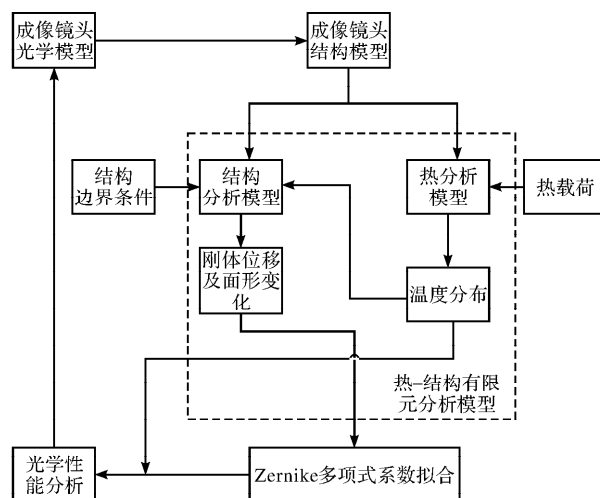 成像镜头
光学模型
成像镜头
结构模型
结构
边界条件
结构
分析模型
热分析
模型
热载荷
刚体位移
及面形变
化
温度分布
热-结构有限
元分析模型
光学性
能分析
Zernike多项式系数拟合